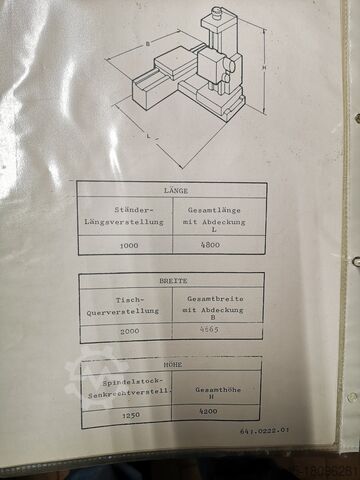 B
H
L
LÄNGE
Ständer-
Längsverstellung
Gesamtlänge
mit Abdeckung
L
1000
4800
BREITE
Tisch-
Querverstellung
Gesamtbreite
mit Abdeckung
B
2000
4665
HÖHE
Spindelstock-
Senkrechtverstell.
Gesamthöhe
H
1250
4200
641.0222.01